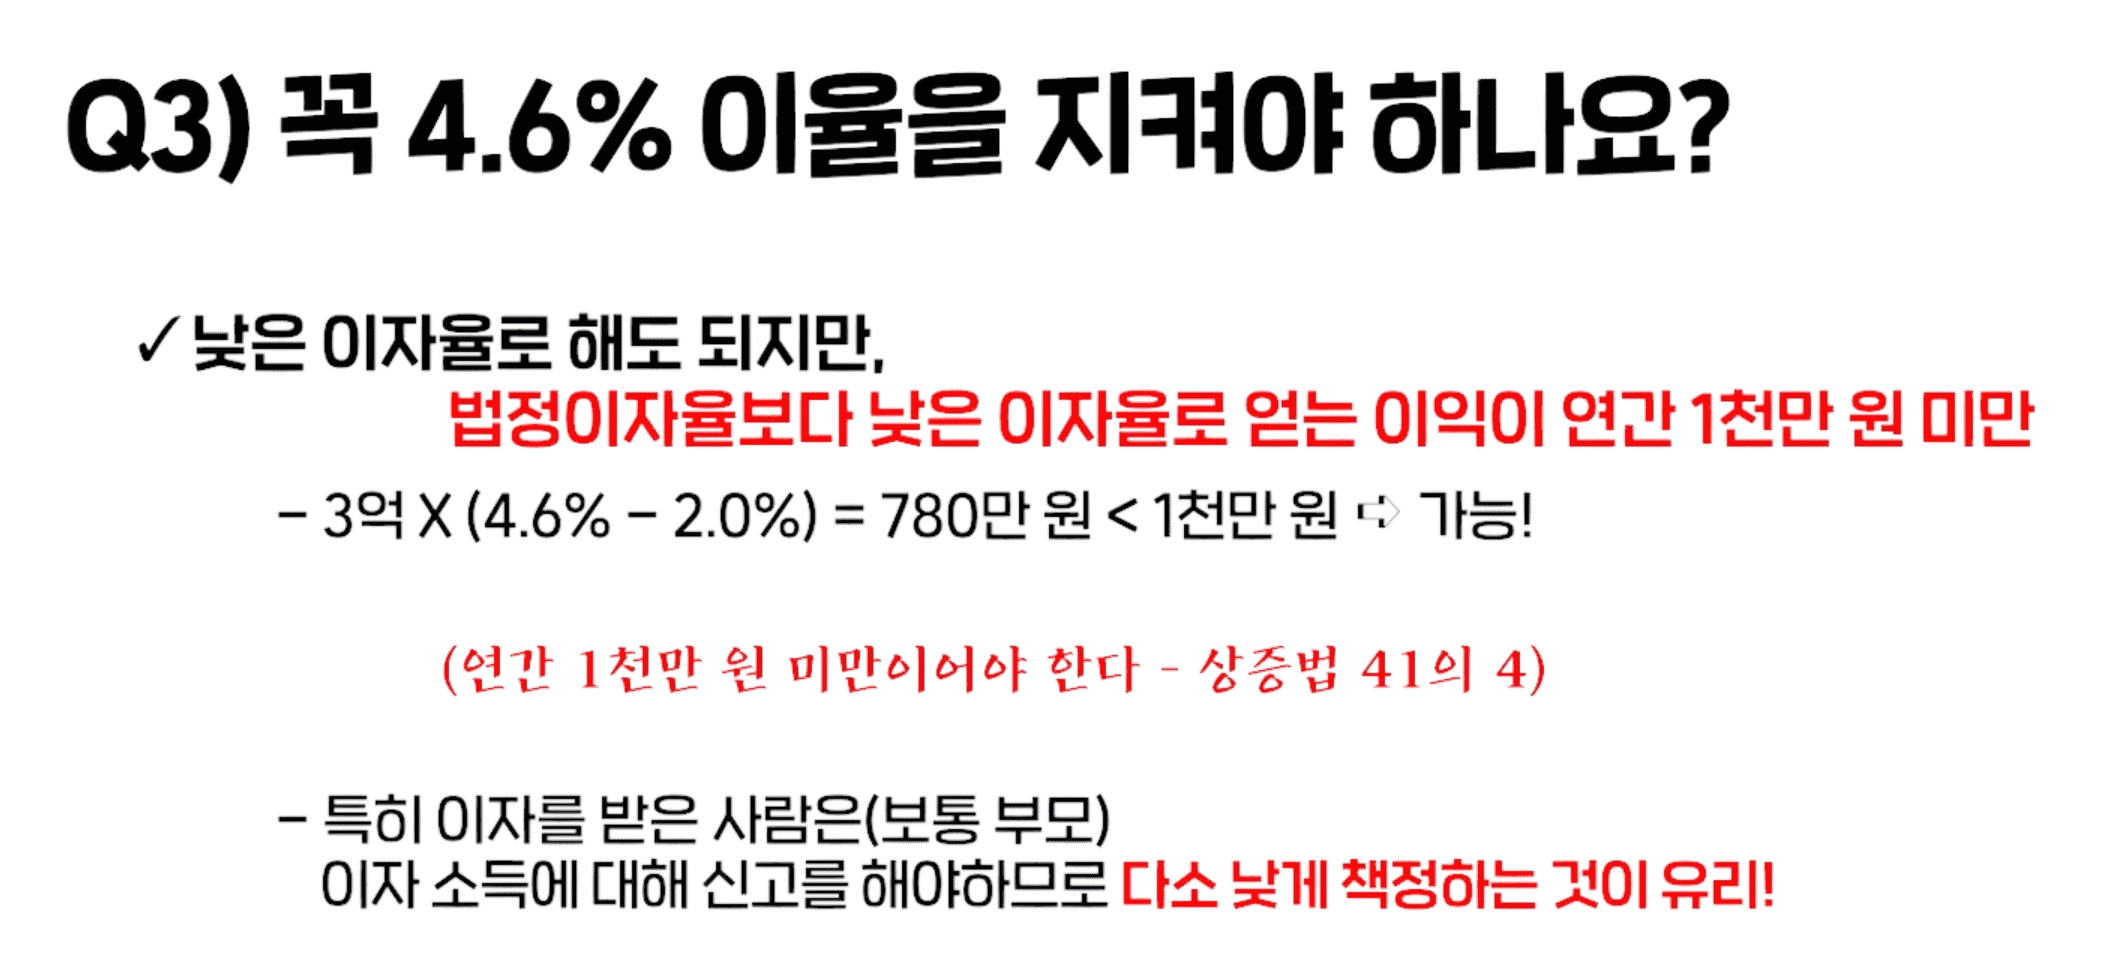 Q3) 꼭 4.6% 이율을 지켜야 하나요?
✓낮은 이자율로 해도 되지만,
법정이자율보다 낮은 이자율로 얻는 이익이 연간 1천만 원 미만
- 3억 X (4.6% - 2.0%) = 780만 원 < 1천만 원 ➪ 가능!
(연간 1천만 원 미만이어야 한다 - 상증법 41의 4)
- 특히 이자를 받은 사람은(보통 부모)
이자 소득에 대해 신고를 해야하므로 다소 낮게 책정하는 것이 유리!